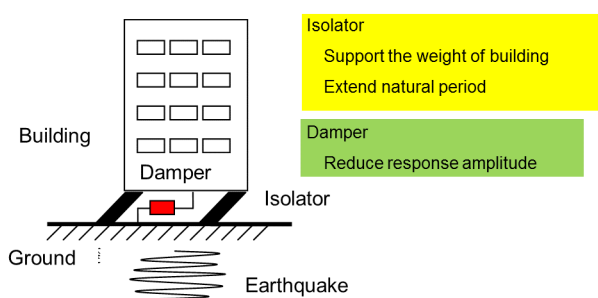 Isolator
Support the weight of building
Extend natural period
Damper
Reduce response amplitude
Building
Damper
Isolator
Ground
Earthquake